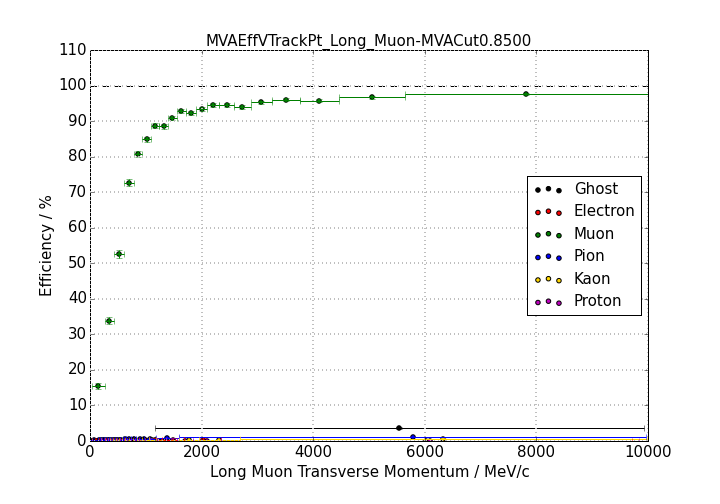 MVAEffVTrackPt_Long_Muon-MVACut0.8500
110
100
90
80
70
60
50
40
30
20
10
0
Efficiency / %
Ghost
Electron
Muon
Pion
Kaon
Proton
0 2000 4000 6000 8000 10000
Long Muon Transverse Momentum / MeV/c